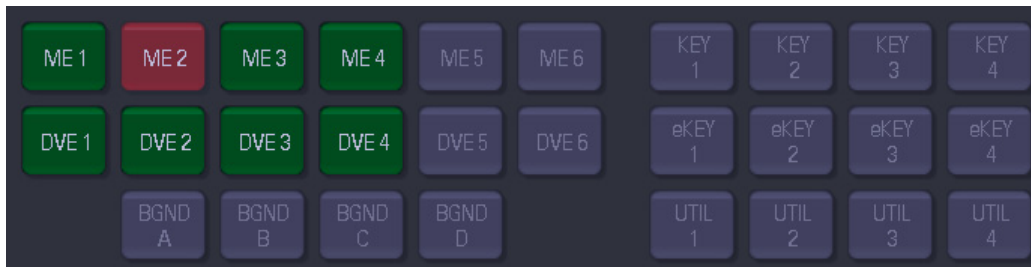 ME 1 ME 2 ME 3 ME 4 ME 5 ME 6 KEY 1 KEY 2 KEY 3 KEY 4
DVE 1 DVE 2 DVE 3 DVE 4 DVE 5 DVE 6 eKEY 1 eKEY 2 eKEY 3 eKEY 4
BGND A BGND B BGND C BGND D UTIL 1 UTIL 2 UTIL 3 UTIL 4